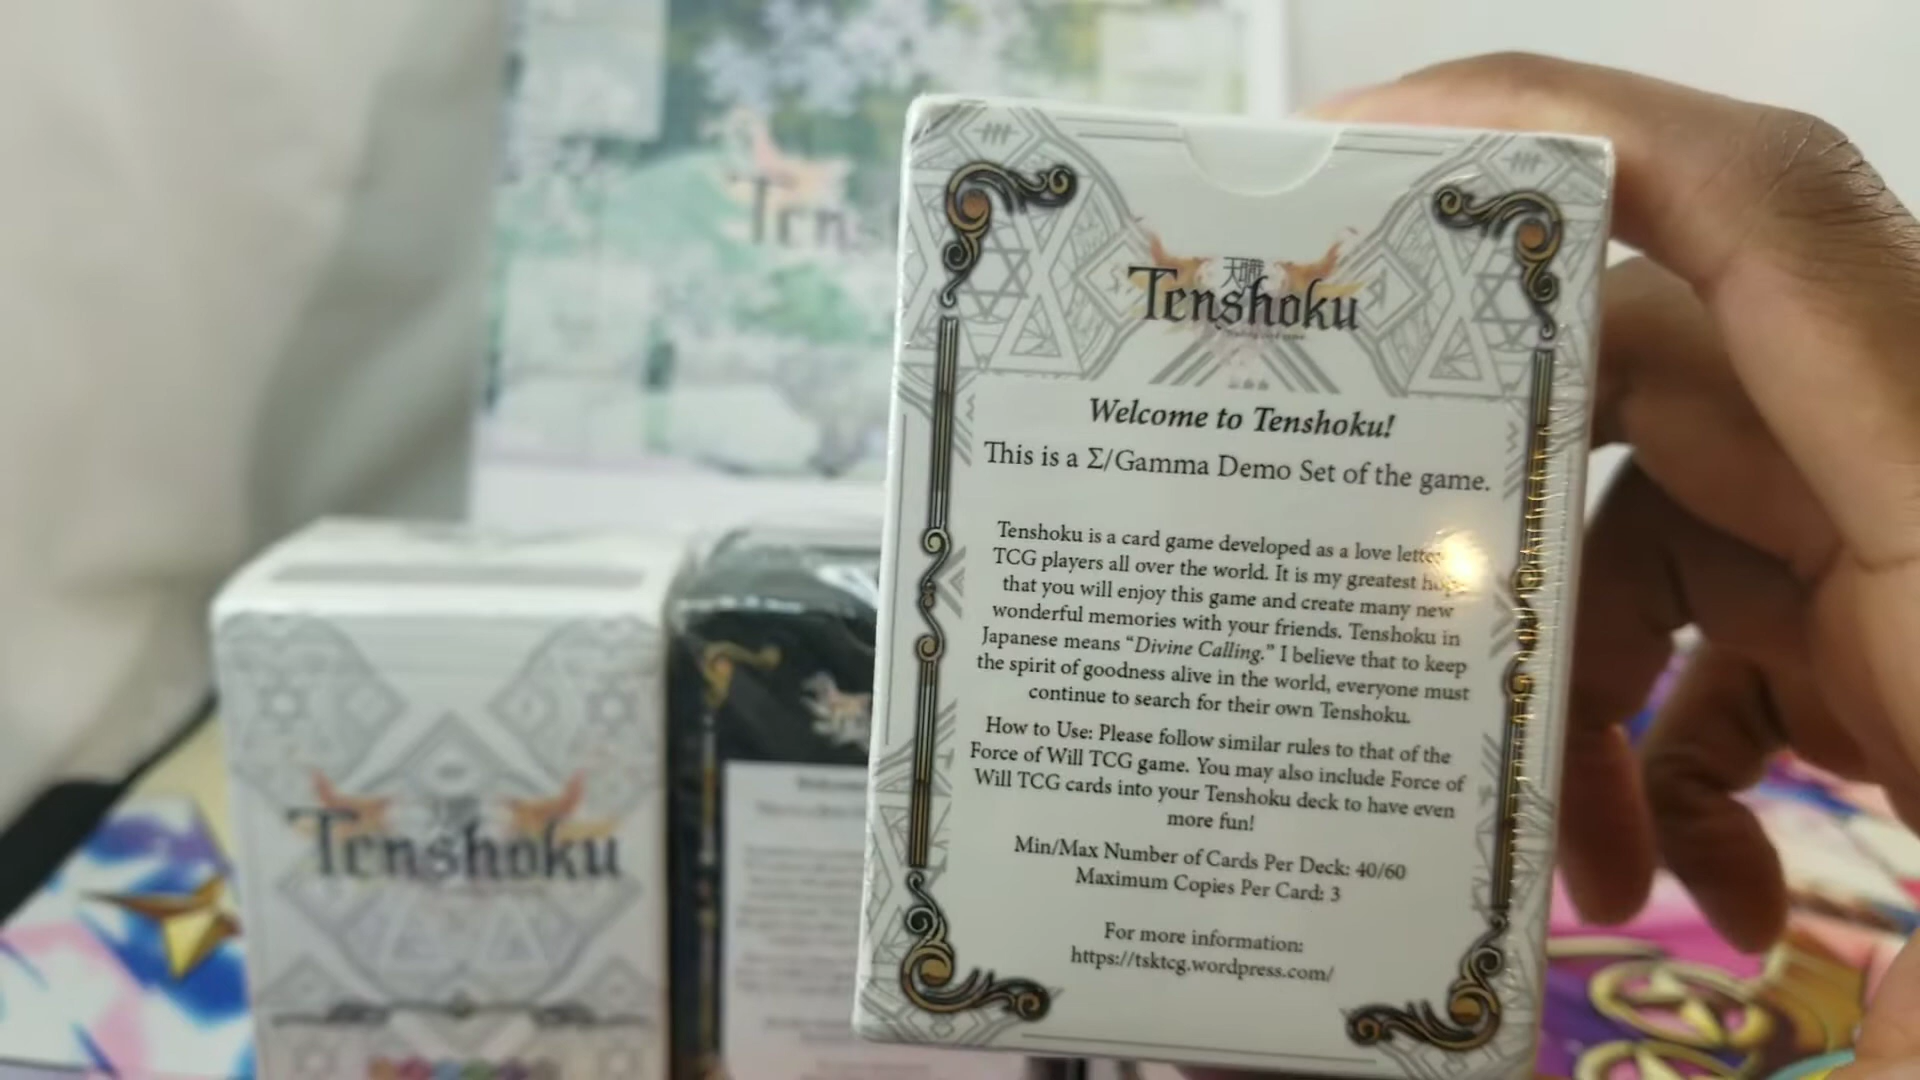 天職
Tenshoku
Welcome to Tenshoku!
This is a Σ/Gamma Demo Set of the game.
Tenshoku is a card game developed as a love
TCG players all over the world. It is my greatest
that you will enjoy this game and create many new
wonderful memories with your friends. Tenshoku in
Japanese means “Divine Calling.” I believe that to keep
the spirit of goodness alive in the world, everyone must
continue to search for their own Tenshoku.
How to Use: Please follow similar rules to that of the
Force of Will TCG game. You may also include Force of
Will TCG cards into your Tenshoku deck to have even
more fun!
Min/Max Number of Cards Per Deck: 40/60
Maximum Copies Per Card: 3
For more information:
https://tsktcg.wordpress.com/
Tenshoku